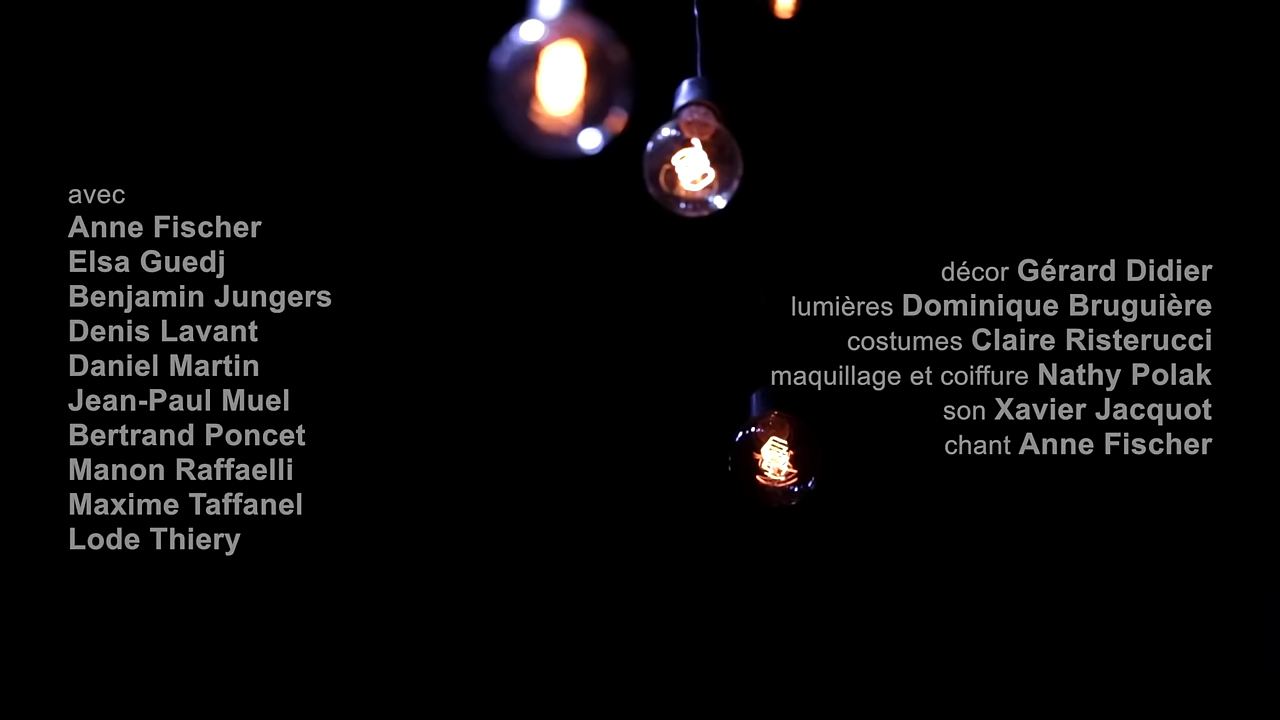 avec
Anne Fischer
Elsa Guedj
Benjamin Jungers
Denis Lavant
Daniel Martin
Jean-Paul Muel
Bertrand Poncet
Manon Raffaelli
Maxime Taffanel
Lode Thiery
décor Gérard Didier
lumières Dominique Bruguière
costumes Claire Risterucci
maquillage et coiffure Nathy Polak
son Xavier Jacquot
chant Anne Fischer